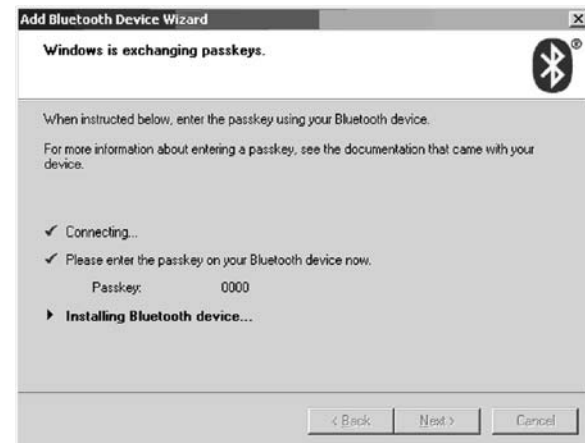 Add Bluetooth Device Wizard
Windows is exchanging passkeys.
When instructed below, enter the passkey using your Bluetooth device.
For more information about entering a passkey, see the documentation that came with your
device.
Connecting...
Please enter the passkey on your Bluetooth device now.
Passkey: 0000
Installing Bluetooth device...
< Back Next > Cancel